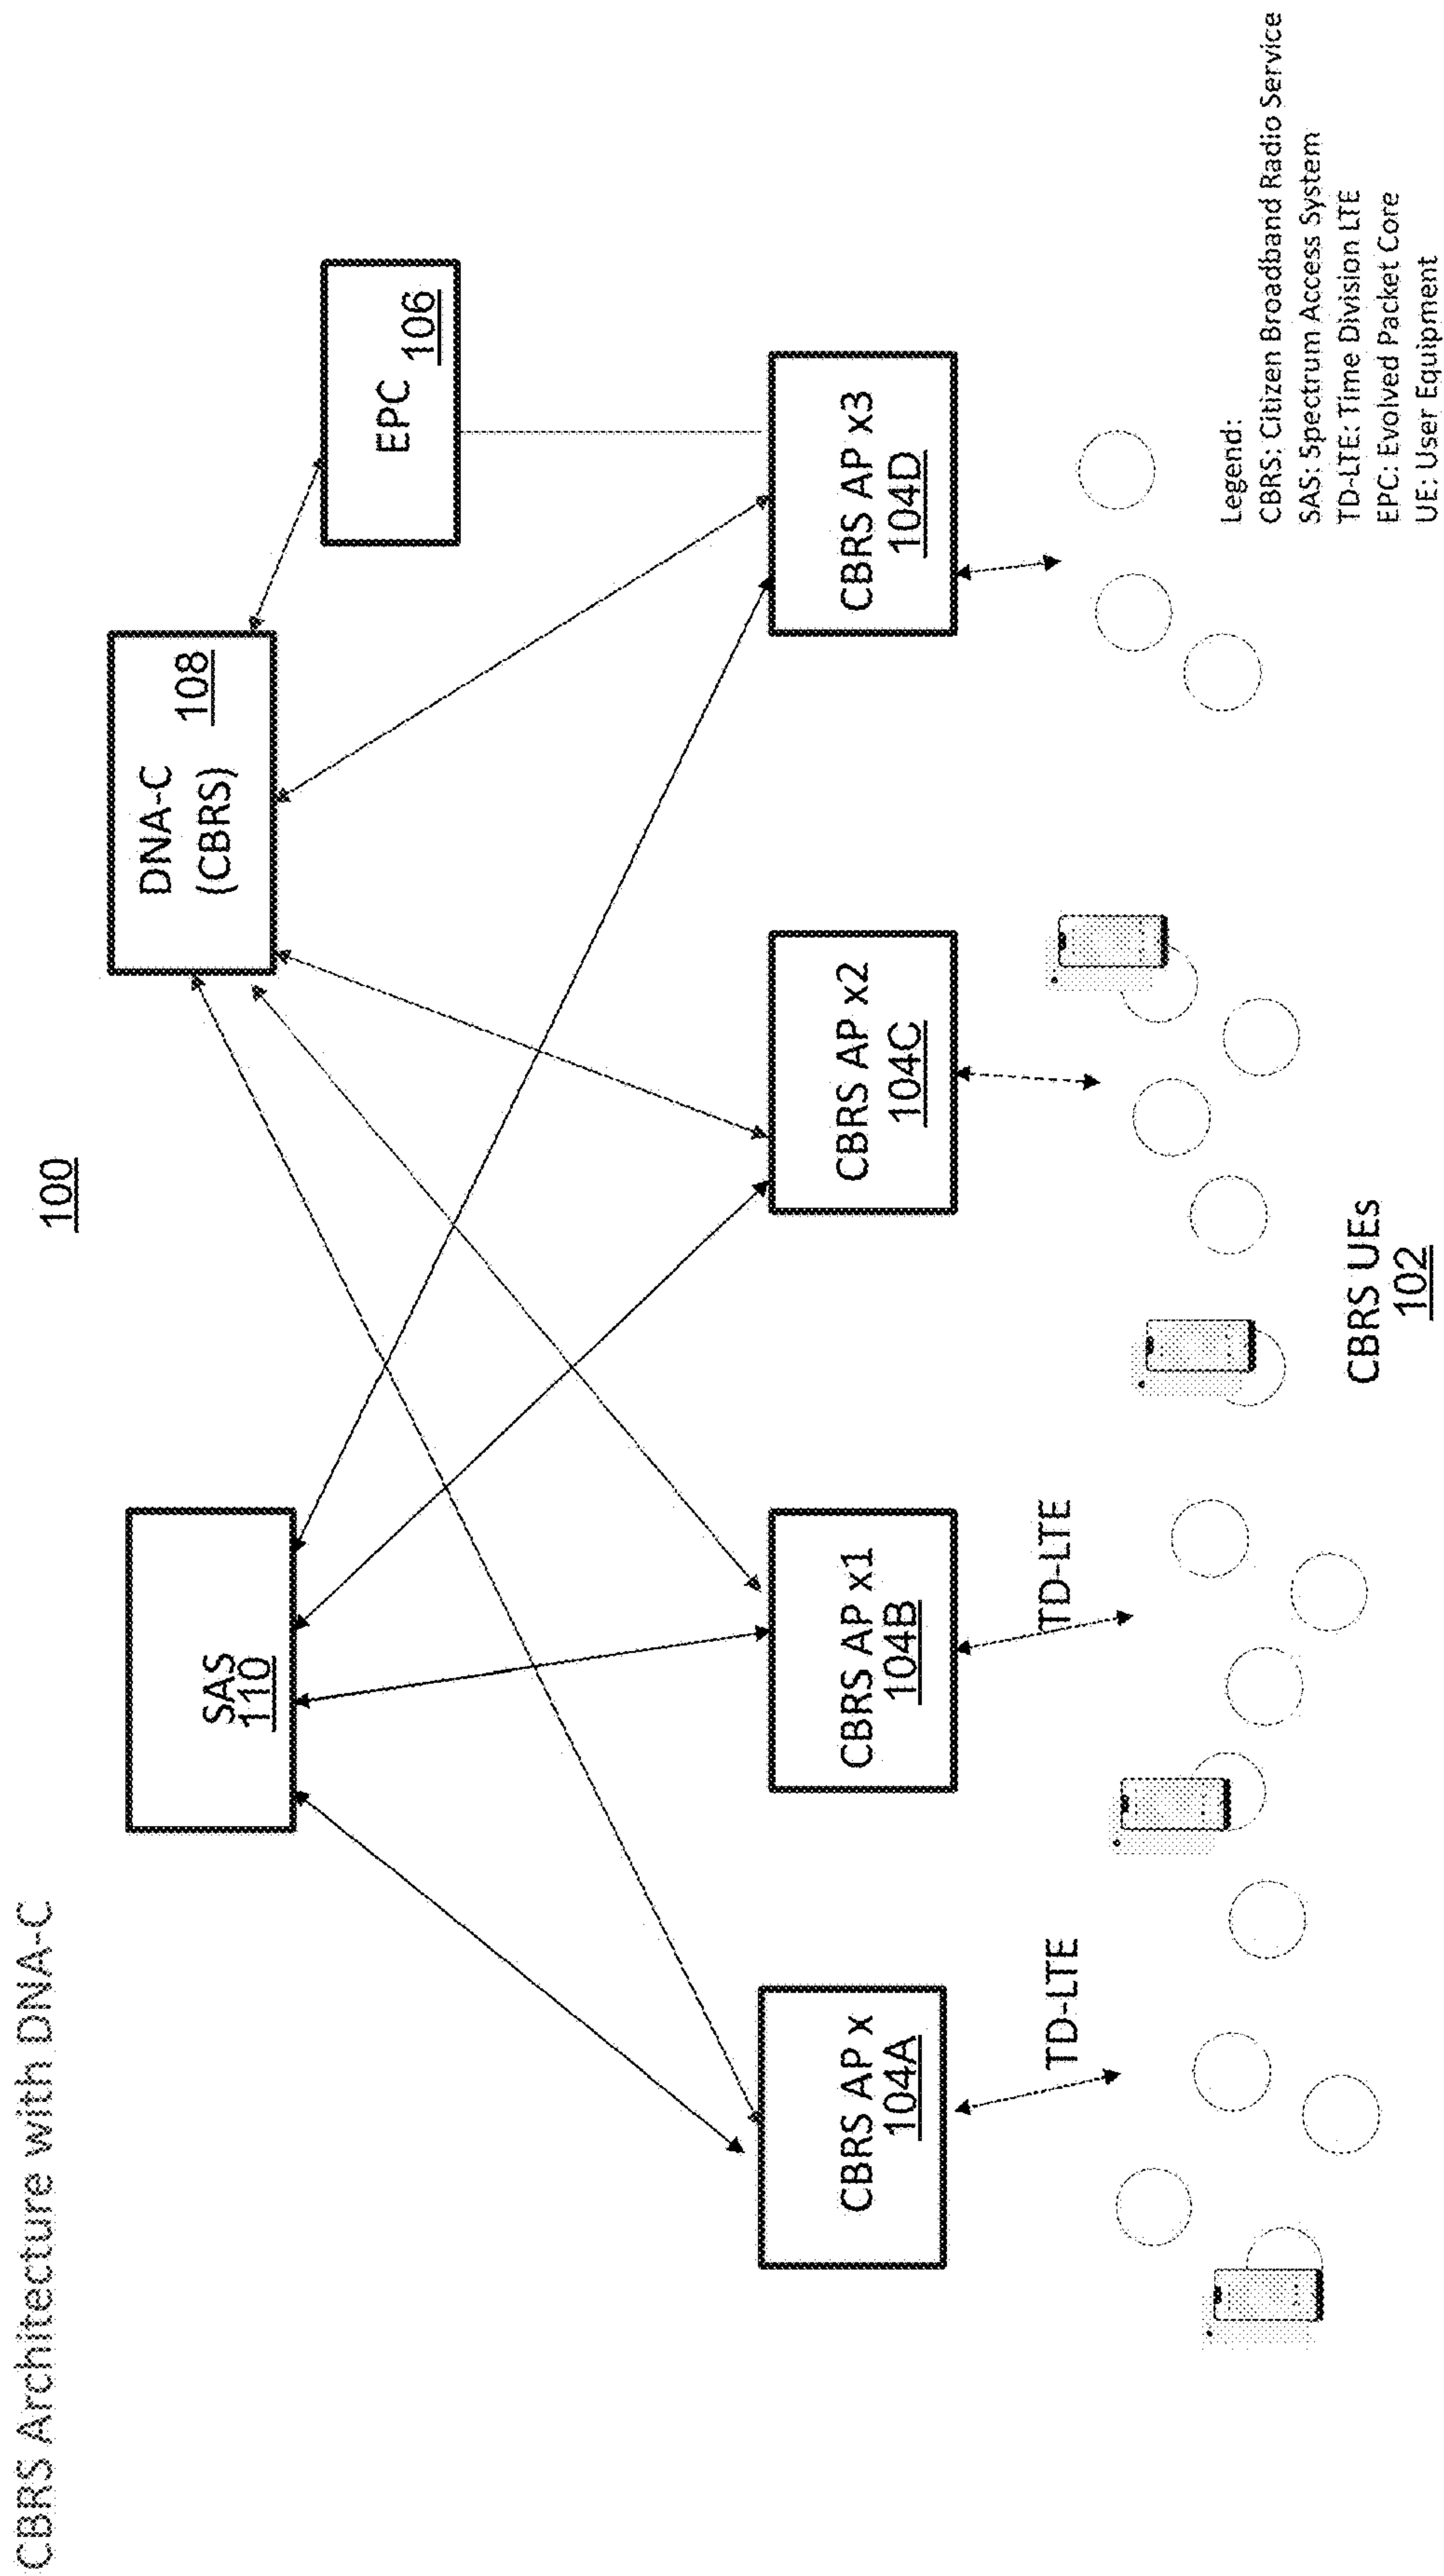 CBRS Architecture with DNA-C
100
SAS
110
DNA-C
(CBRS)
108
EPC
106
CBRS AP x
104A
CBRS AP x1
104B
CBRS AP x2
104C
CBRS AP x3
104D
TD-LTE
TD-LTE
CBRS UEs
102
Legend:
CBRS: Citizen Broadband Radio Service
SAS: Spectrum Access System
TD-LTE: Time Division LTE
EPC: Evolved Packet Core
UE: User Equipment